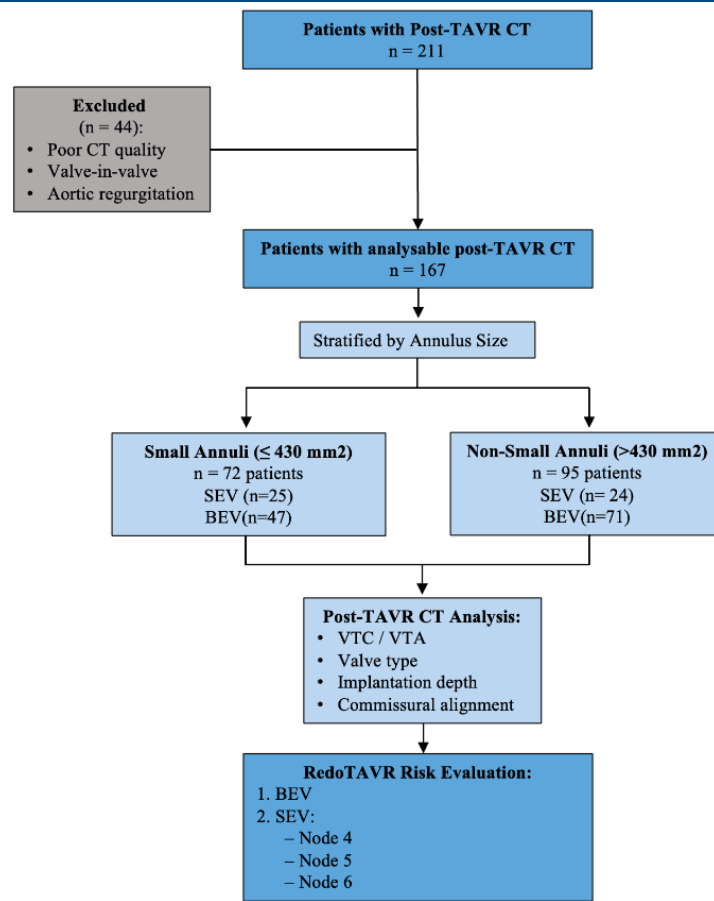 Patients with Post-TAVR CT
n = 211
Excluded
(n = 44):
• Poor CT quality
• Valve-in-valve
• Aortic regurgitation
Patients with analysable post-TAVR CT
n = 167
Stratified by Annulus Size
Small Annuli (≤ 430 mm2)
n = 72 patients
SEV (n=25)
BEV(n=47)
Non-Small Annuli (>430 mm2)
n = 95 patients
SEV (n= 24)
BEV(n=71)
Post-TAVR CT Analysis:
• VTC / VTA
• Valve type
• Implantation depth
• Commissural alignment
RedoTAVR Risk Evaluation:
1. BEV
2. SEV:
– Node 4
– Node 5
– Node 6